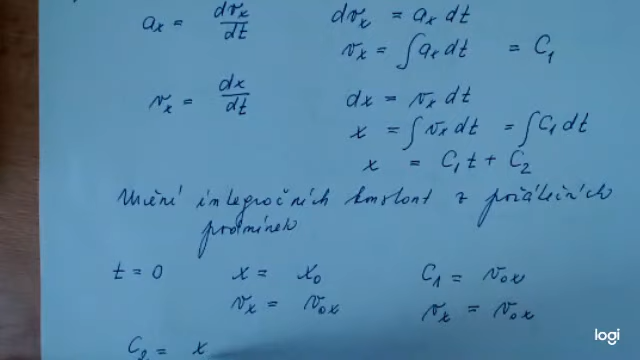 a_x = dv_x/dt   dv_x = a_x dt
v_x = ∫ a_x dt = C_1
v_x = dx/dt   dx = v_x dt
x = ∫ v_x dt = ∫ C_1 dt
x = C_1 t + C_2
Určení integračních konstant z počátečních
podmínek
t = 0   x = x_0   C_1 = v_0x
v_x = v_0x   v_x = v_0x
C_2 = x
logi